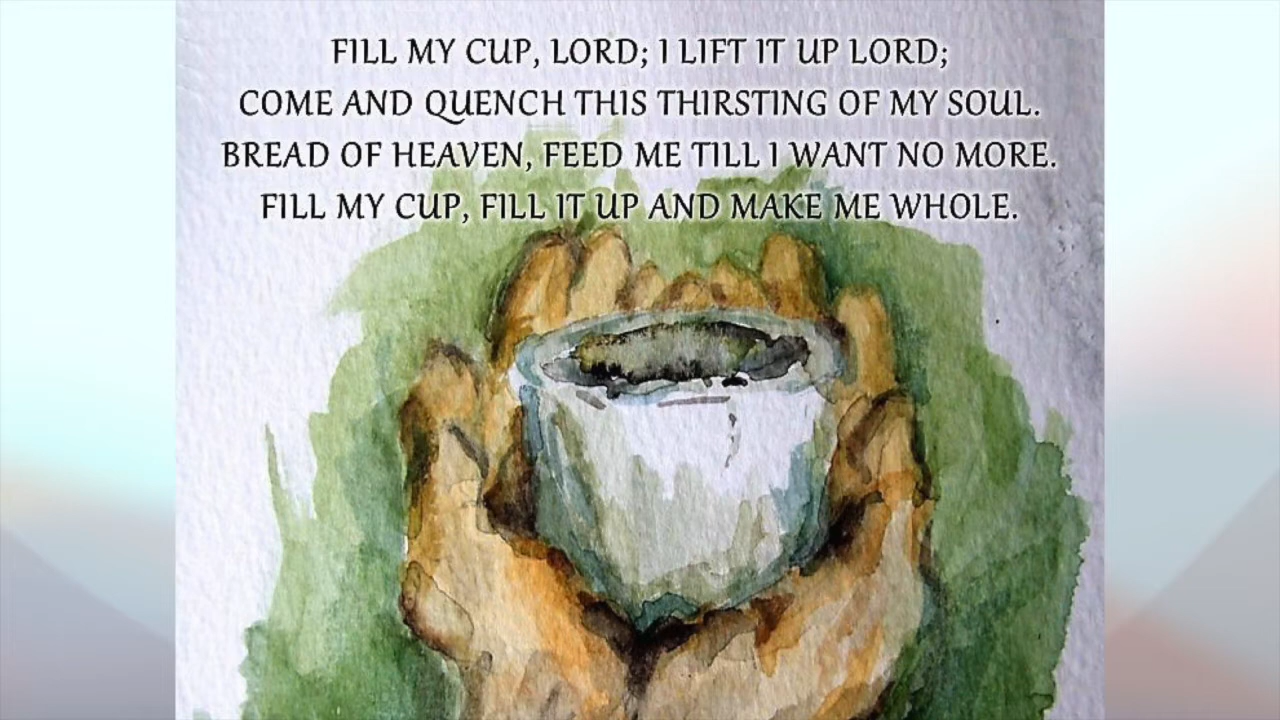 FILL MY CUP, LORD; I LIFT IT UP LORD;
COME AND QUENCH THIS THIRSTING OF MY SOUL.
BREAD OF HEAVEN, FEED ME TILL I WANT NO MORE.
FILL MY CUP, FILL IT UP AND MAKE ME WHOLE.